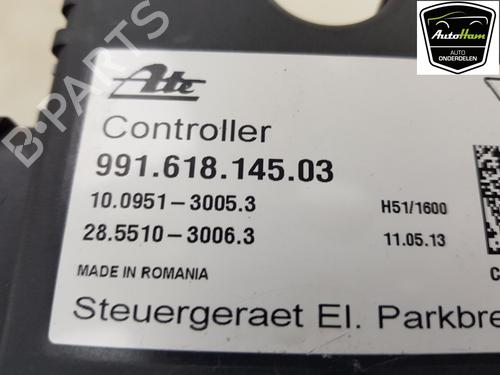 AutoHam
AUTO
ONDERDELEN
B-PARTS
Ate
Controller
991.618.145.03
10.0951-3005.3 H51/1600
28.5510-3006.3 11.05.13
MADE IN ROMANIA C
Steuergeraet El. Parkbre